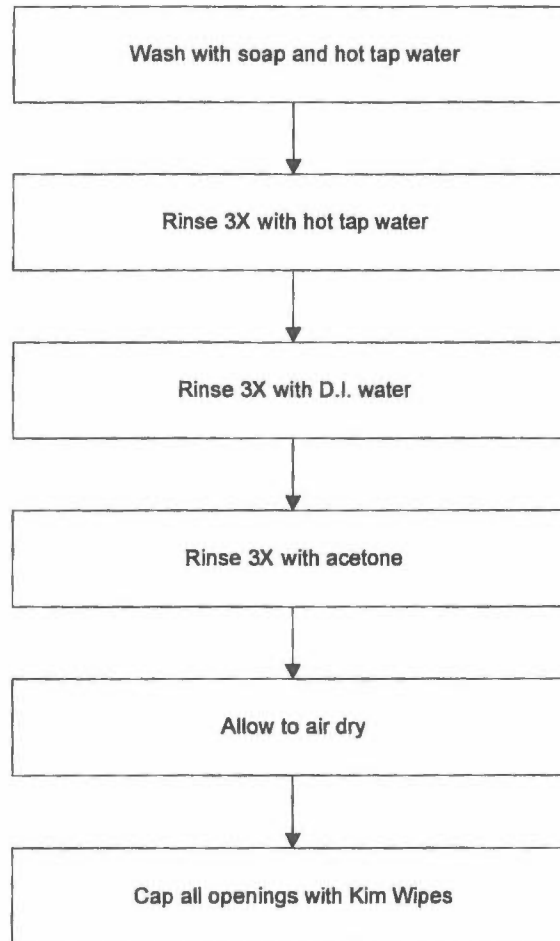 Wash with soap and hot tap water
Rinse 3X with hot tap water
Rinse 3X with D.I. water
Rinse 3X with acetone
Allow to air dry
Cap all openings with Kim Wipes